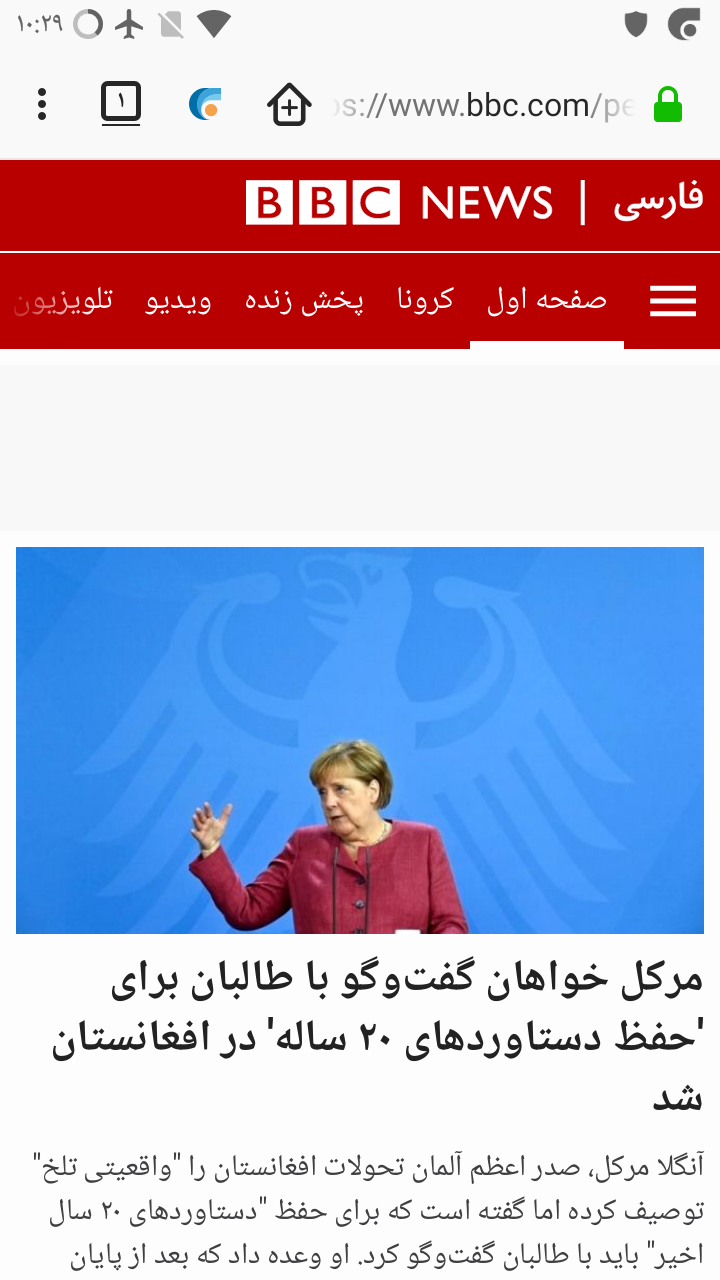 ۱۰:۲۹
۱
ps://www.bbc.com/pe
BBC NEWS | فارسی
صفحه اول کرونا پخش زنده ویدیو تلویزیون
مرکل خواهان گفت‌وگو با طالبان برای
'حفظ دستاوردهای ۲۰ ساله' در افغانستان
شد
آنگلا مرکل، صدر اعظم آلمان تحولات افغانستان را "واقعیتی تلخ"
توصیف کرده اما گفته است که برای حفظ "دستاوردهای ۲۰ سال
اخیر" باید با طالبان گفت‌وگو کرد. او وعده داد که بعد از پایان